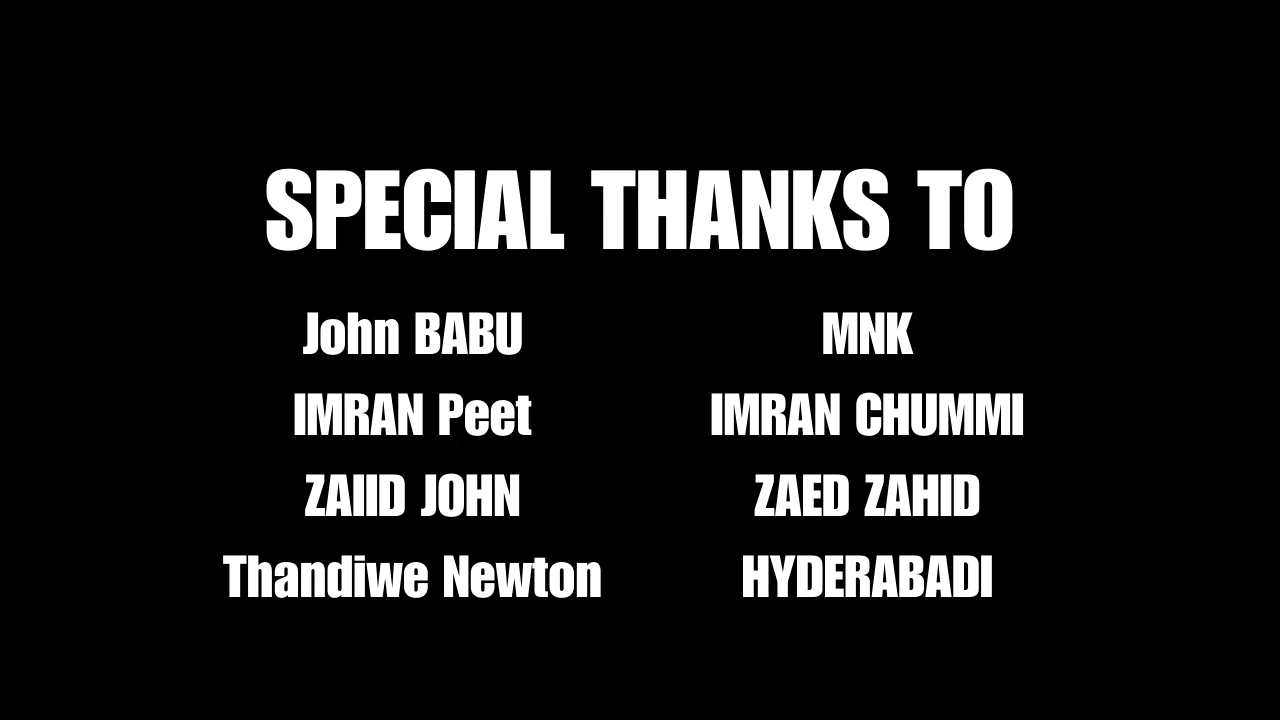 SPECIAL THANKS TO
John BABU
MNK
IMRAN Peet
IMRAN CHUMMI
ZAIID JOHN
ZAED ZAHID
Thandiwe Newton
HYDERABADI